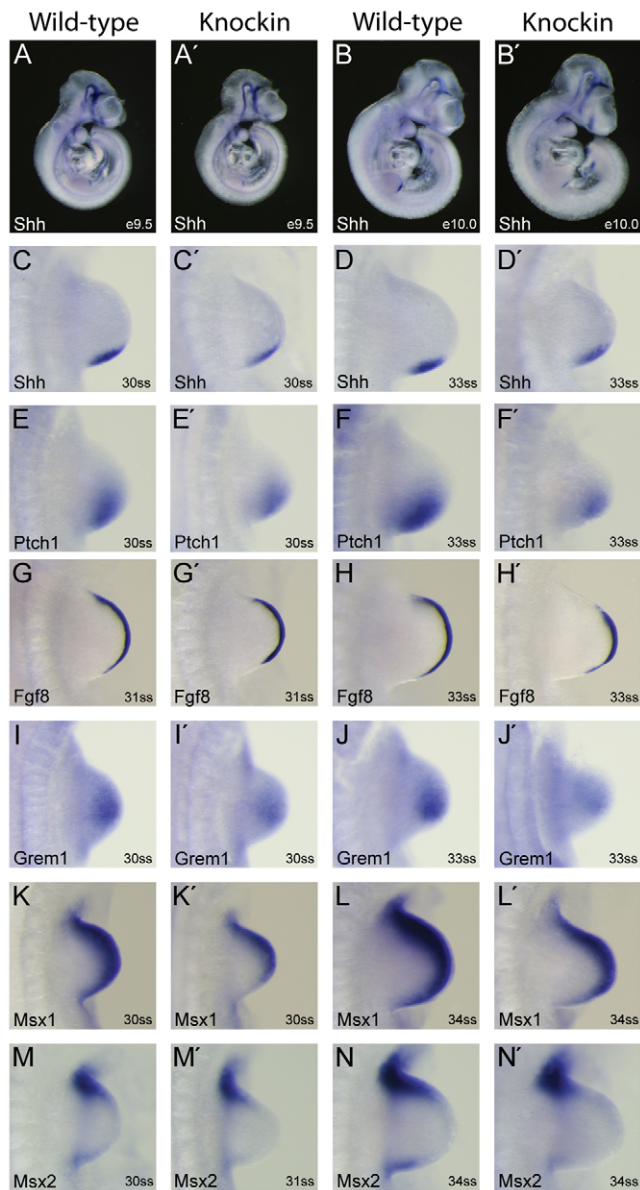 Wild-type Knockin Wild-type Knockin
A A′ B B′
Shh e9.5 Shh e9.5 Shh e10.0 Shh e10.0
C C′ D D′
Shh 30ss Shh 30ss Shh 33ss Shh 33ss
E E′ F F′
Ptch1 30ss Ptch1 30ss Ptch1 33ss Ptch1 33ss
G G′ H H′
Fgf8 31ss Fgf8 31ss Fgf8 33ss Fgf8 33ss
I I′ J J′
Grem1 30ss Grem1 30ss Grem1 33ss Grem1 33ss
K K′ L L′
Msx1 30ss Msx1 30ss Msx1 34ss Msx1 34ss
M M′ N N′
Msx2 30ss Msx2 31ss Msx2 34ss Msx2 34ss